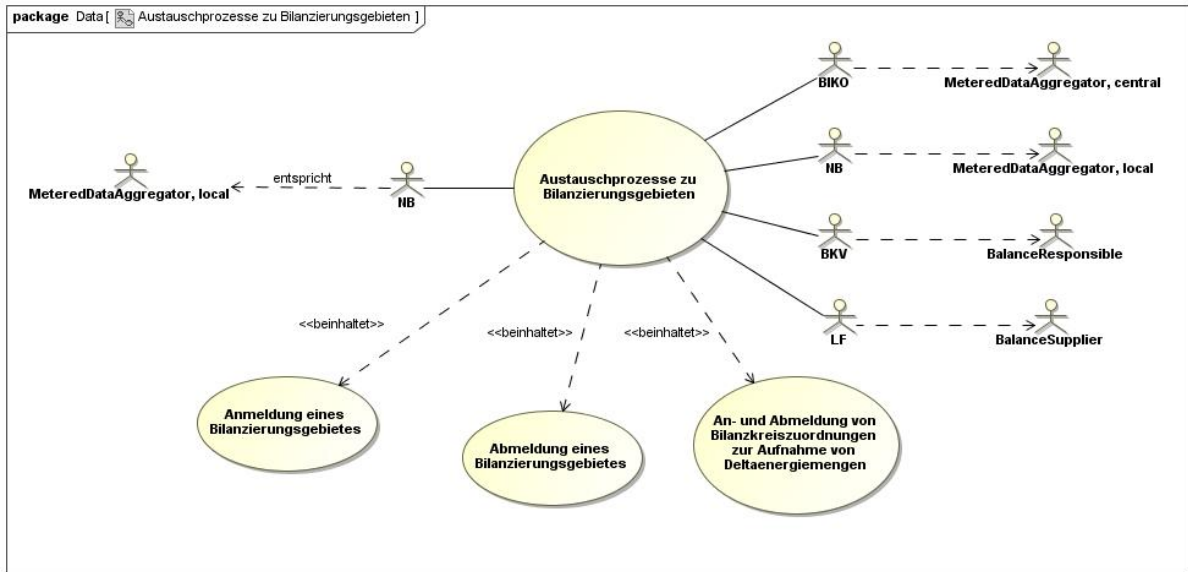 package Data [ Austauschprozesse zu Bilanzierungsgebieten ]
BIKO
MeteredDataAggregator, central
NB
MeteredDataAggregator, local
entspricht
MeteredDataAggregator, local
NB
Austauschprozesse zu
Bilanzierungsgebieten
BKV
BalanceResponsible
LF
BalanceSupplier
<<beinhaltet>>
<<beinhaltet>>
<<beinhaltet>>
Anmeldung eines
Bilanzierungsgebietes
Abmeldung eines
Bilanzierungsgebietes
An- und Abmeldung von
Bilanzkreiszuordnungen
zur Aufnahme von
Deltaenergiemengen